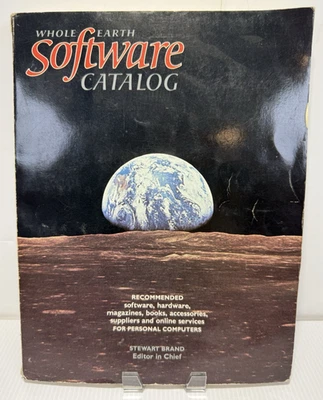 WHOLE EARTH
Software
CATALOG
RECOMMENDED
software, hardware,
magazines, books, accessories,
suppliers and online services
FOR PERSONAL COMPUTERS
STEWART BRAND
Editor in Chief